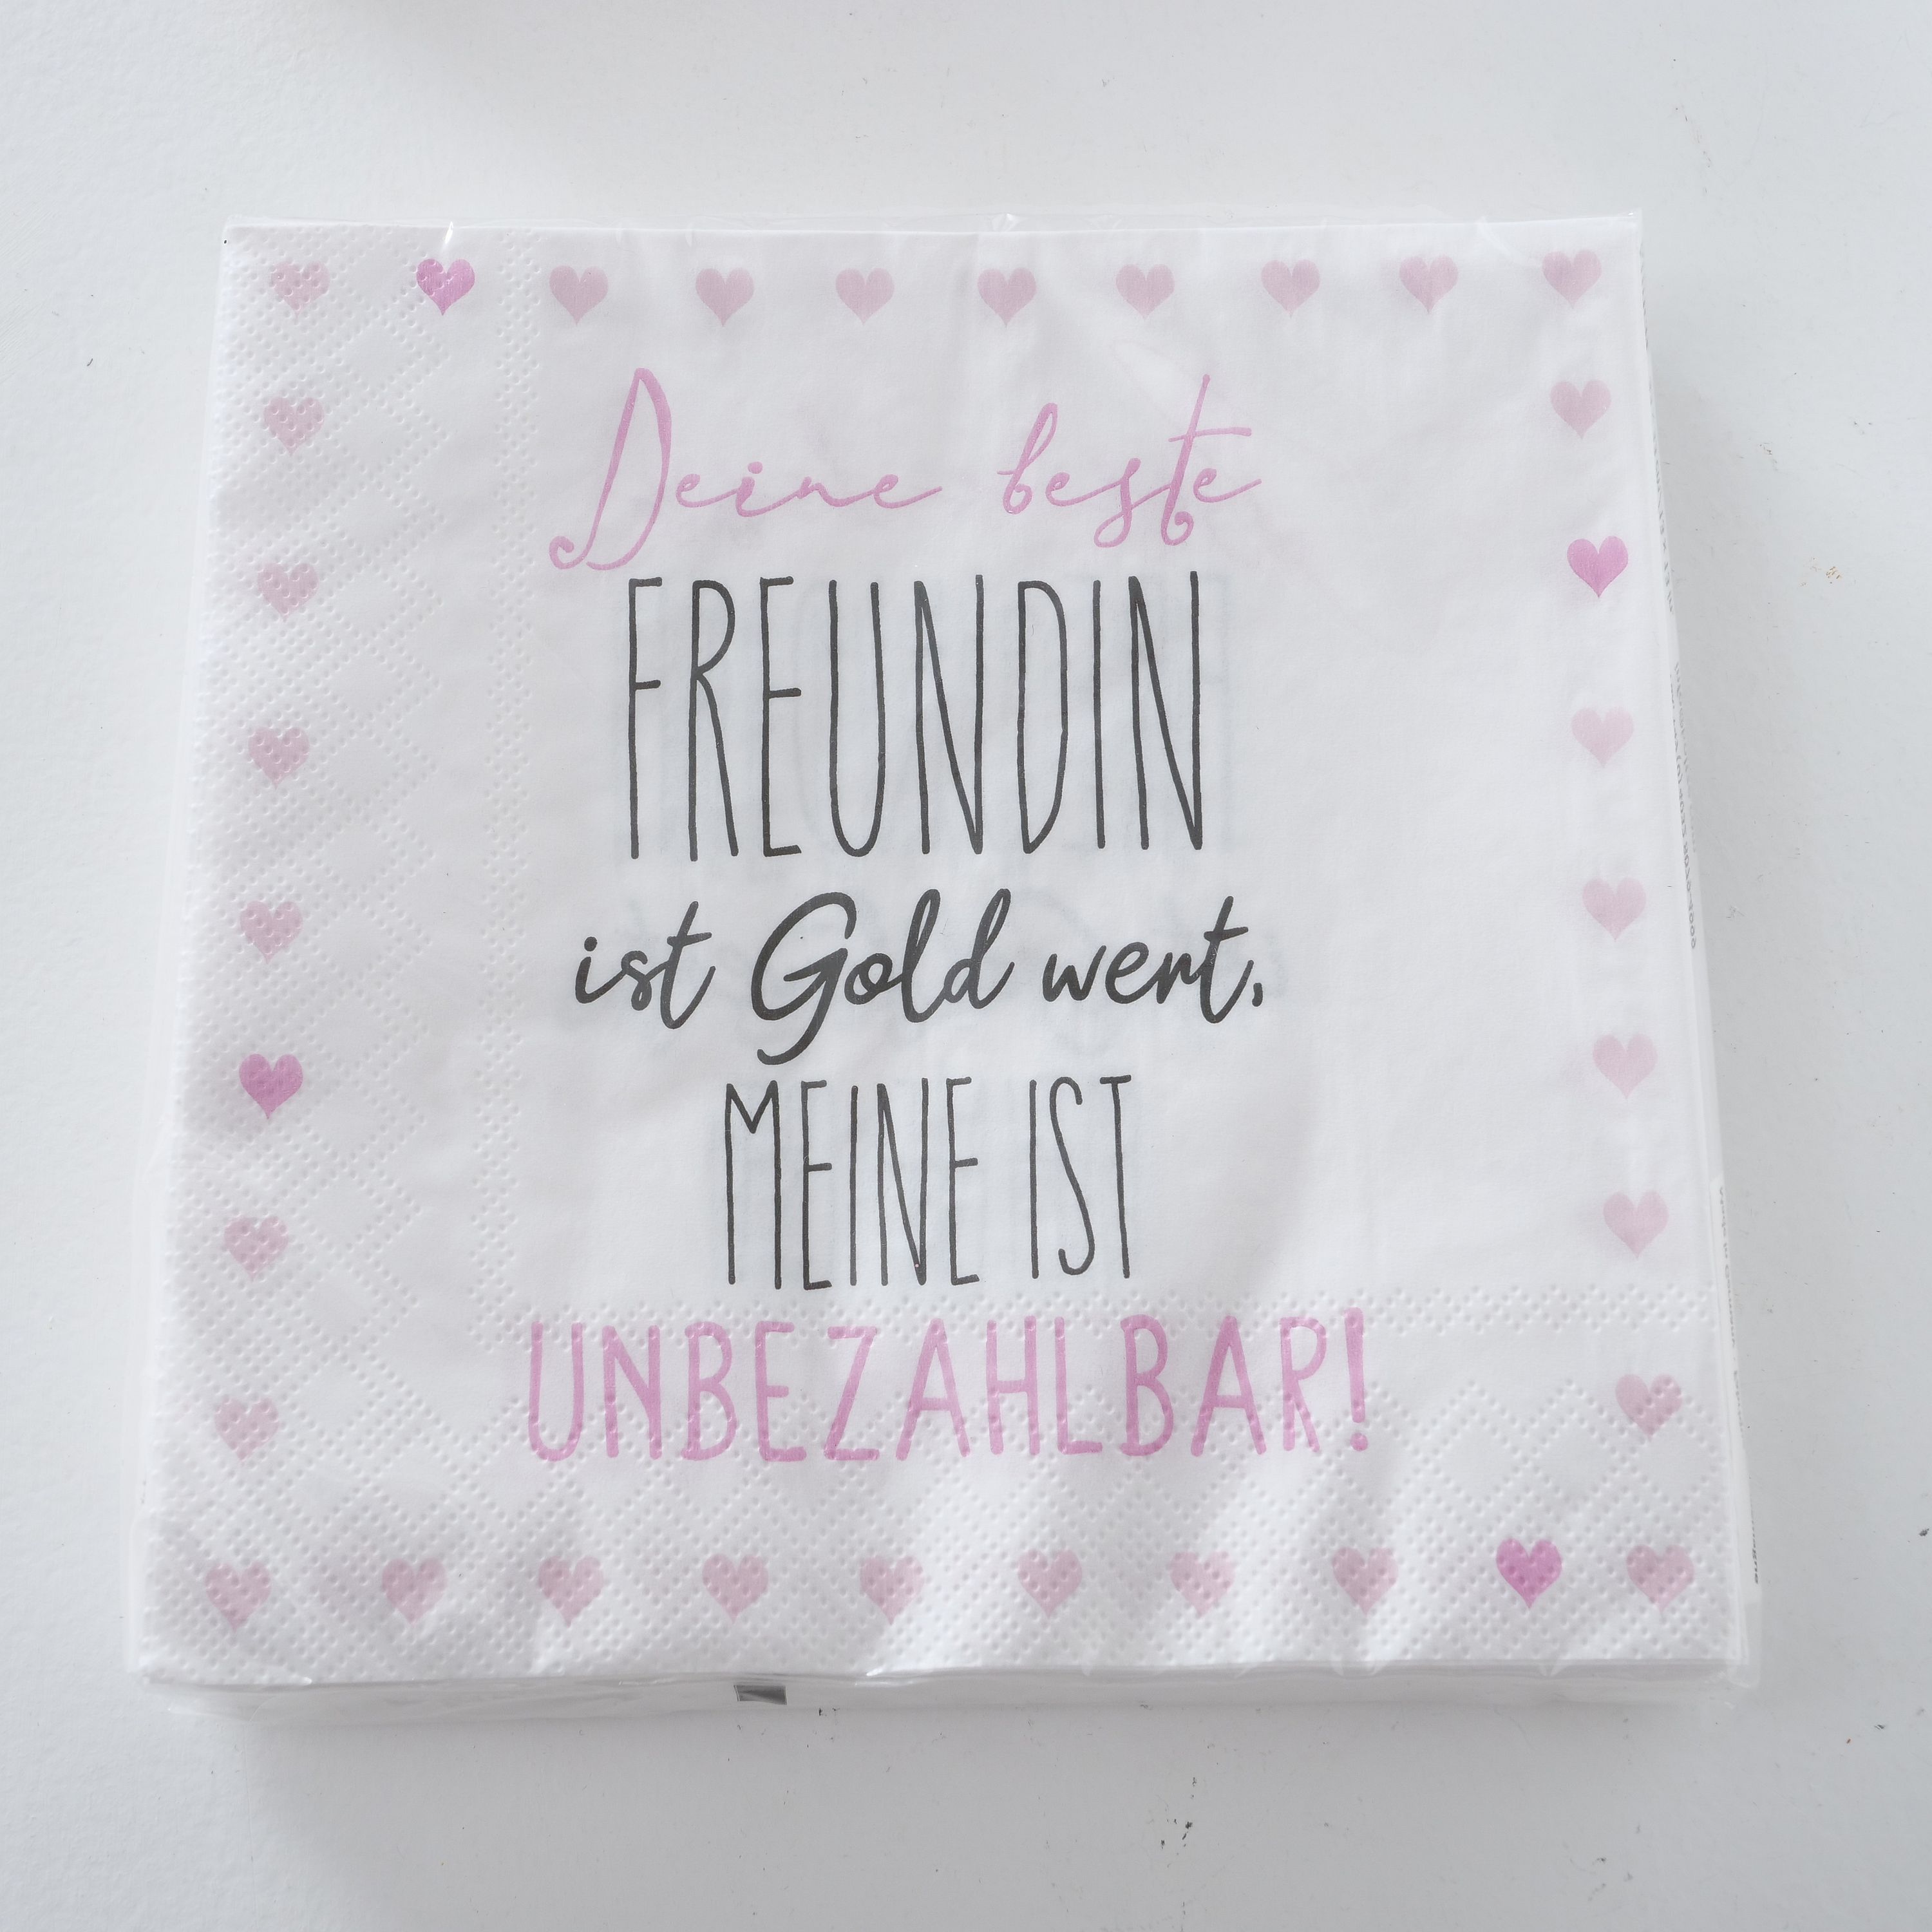 Deine beste
FREUNDIN
ist Gold wert,
MEINE IST
UNBEZAHLBAR!